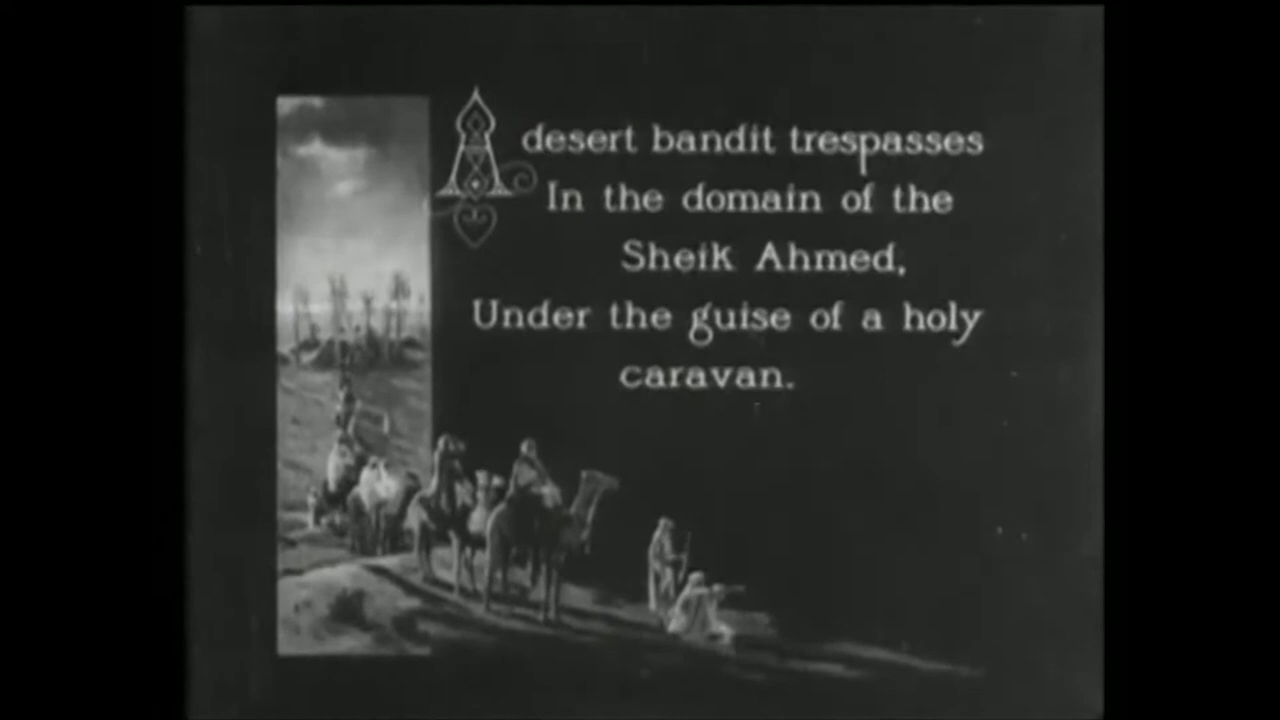 A desert bandit trespasses
In the domain of the
Sheik Ahmed,
Under the guise of a holy
caravan.